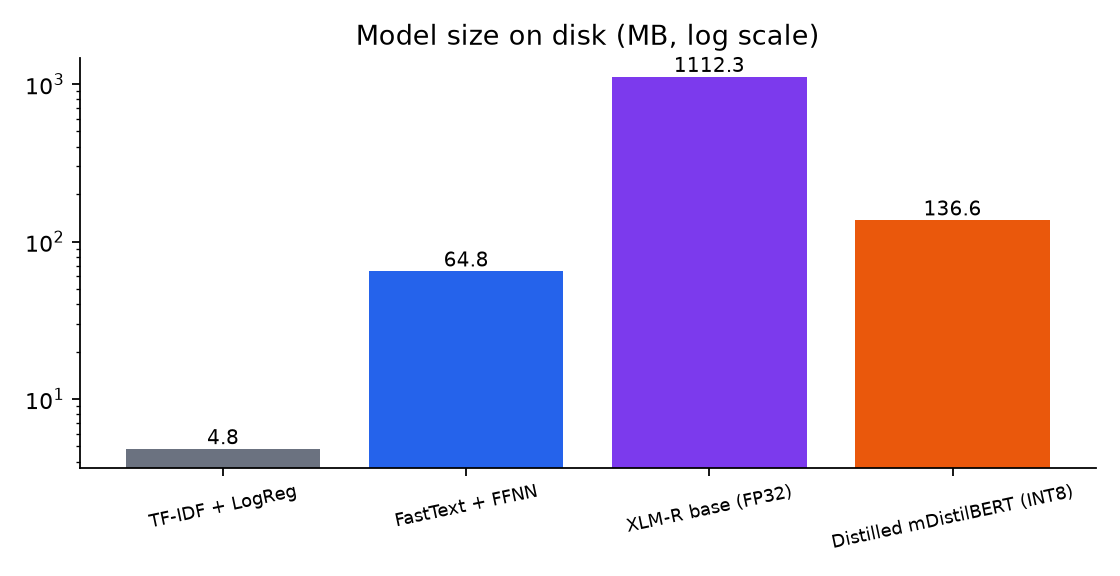 Model size on disk (MB, log scale)
10³
10²
10¹
4.8
64.8
1112.3
136.6
TF-IDF + LogReg
FastText + FFNN
XLM-R base (FP32)
Distilled mDistilBERT (INT8)